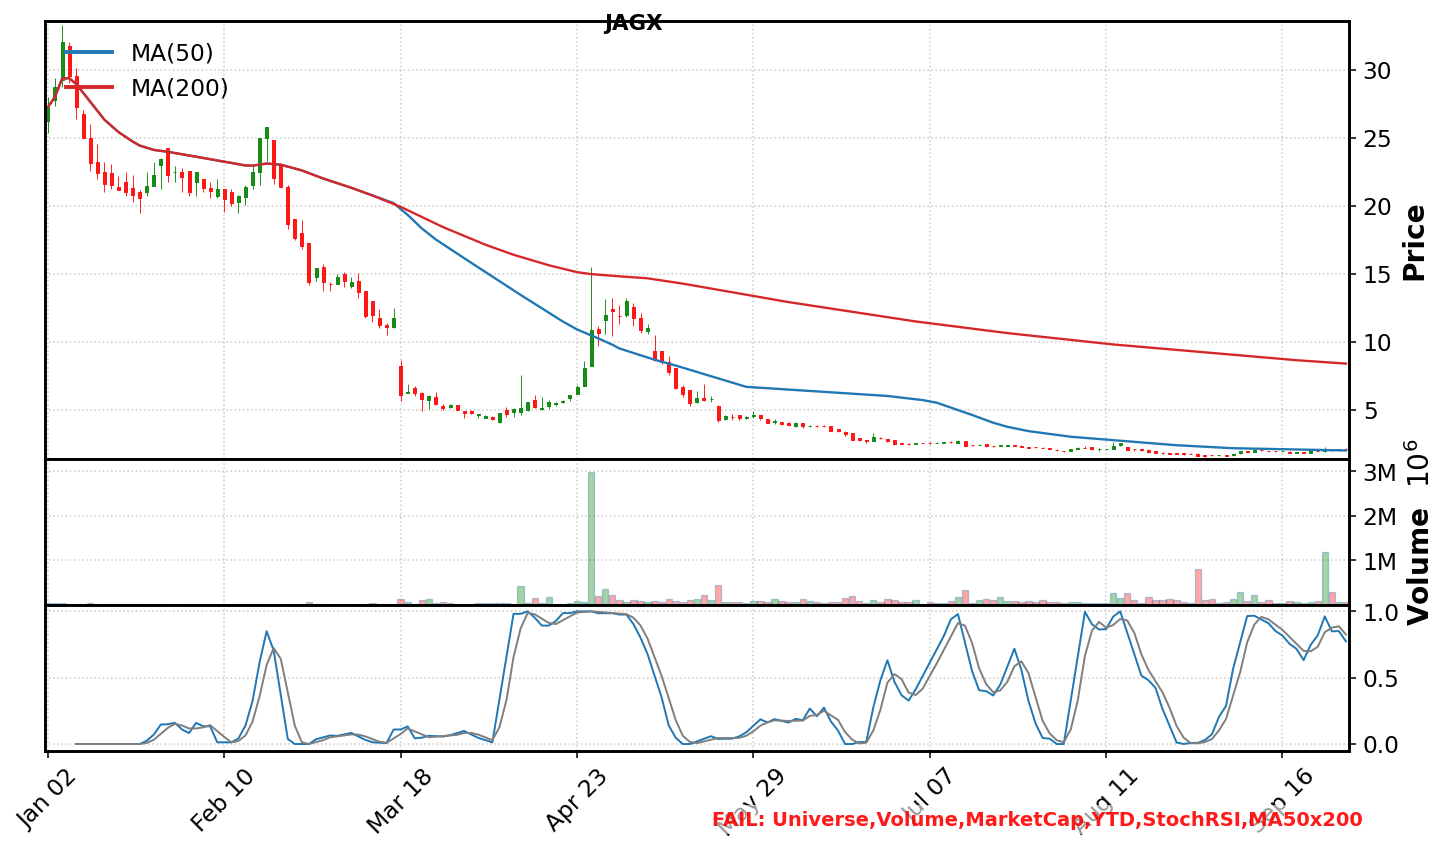 JAGX
MA(50)
MA(200)
30
25
20
15
10
5
Price
3M
2M
1M
Volume 10^6
1.0
0.5
0.0
Jan 02
Feb 10
Mar 18
Apr 23
May 29
Jul 07
Aug 11
Sep 16
FAIL: Universe,Volume,MarketCap,YTD,StochRSI,MA50x200